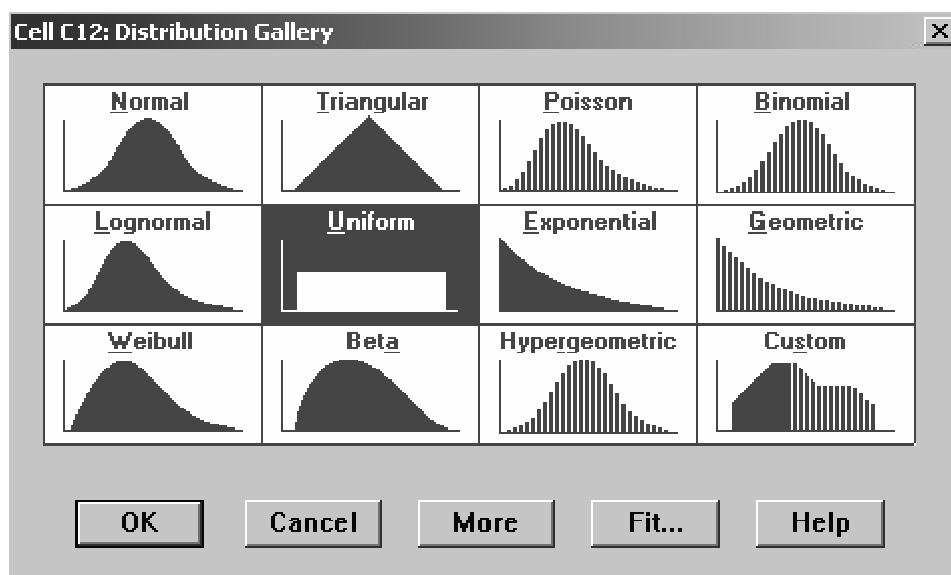 Cell C12: Distribution Gallery
Normal Triangular Poisson Binomial
Lognormal Uniform Exponential Geometric
Weibull Beta Hypergeometric Custom
OK Cancel More Fit... Help